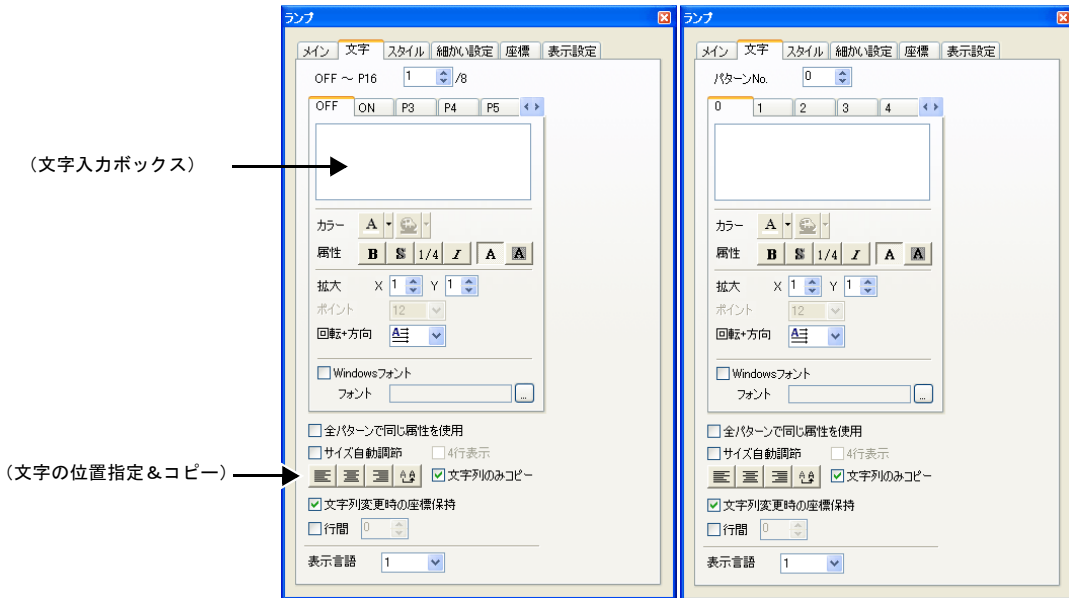 ランプ
メイン 文字 スタイル 細かい設定 座標 表示設定
OFF ～ P16 1 /8
OFF ON P3 P4 P5
（文字入力ボックス）
カラー A
属性 B S 1/4 I A A
拡大 X 1 Y 1
ポイント 12
回転+方向 A
Windowsフォント
フォント ...
全パターンで同じ属性を使用
サイズ自動調節 4行表示
（文字の位置指定＆コピー）
文字列のみコピー
文字列変更時の座標保持
行間 0
表示言語 1
ランプ
メイン 文字 スタイル 細かい設定 座標 表示設定
パターンNo. 0
0 1 2 3 4
カラー A
属性 B S 1/4 I A A
拡大 X 1 Y 1
ポイント 12
回転+方向 A
Windowsフォント
フォント ...
全パターンで同じ属性を使用
サイズ自動調節 4行表示
文字列のみコピー
文字列変更時の座標保持
行間 0
表示言語 1